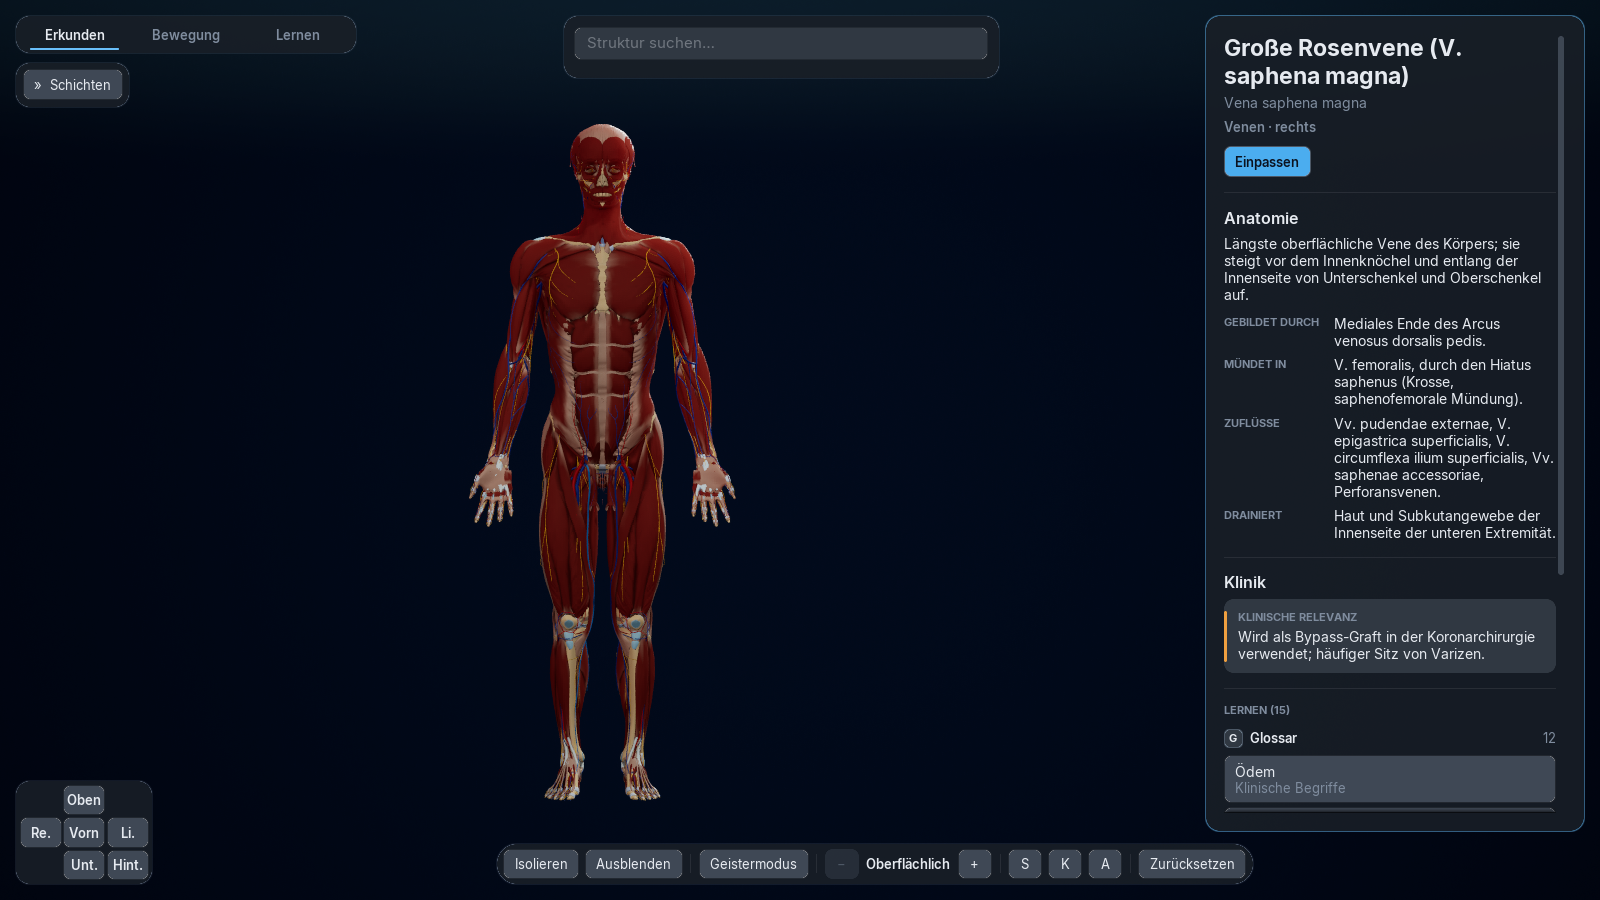 Erkunden Bewegung Lernen
» Schichten
Struktur suchen...
Große Rosenvene (V.
saphena magna)
Vena saphena magna
Venen · rechts
Einpassen
Anatomie
Längste oberflächliche Vene des Körpers; sie
steigt vor dem Innenknöchel und entlang der
Innenseite von Unterschenkel und Oberschenkel
auf.
GEBILDET DURCH Mediales Ende des Arcus
venosus dorsalis pedis.
MÜNDET IN V. femoralis, durch den Hiatus
saphenus (Krosse,
saphenofemorale Mündung).
ZUFLÜSSE Vv. pudendae externae, V.
epigastrica superficialis, V.
circumflexa ilium superficialis, Vv.
saphenae accessoriae,
Perforansvenen.
DRAINIERT Haut und Subkutangewebe der
Innenseite der unteren Extremität.
Klinik
KLINISCHE RELEVANZ
Wird als Bypass-Graft in der Koronarchirurgie
verwendet; häufiger Sitz von Varizen.
LERNEN (15)
G Glossar 12
Ödem
Klinische Begriffe
Oben
Re. Vorn Li.
Unt. Hint.
Isolieren Ausblenden Geistermodus − Oberflächlich + S K A Zurücksetzen